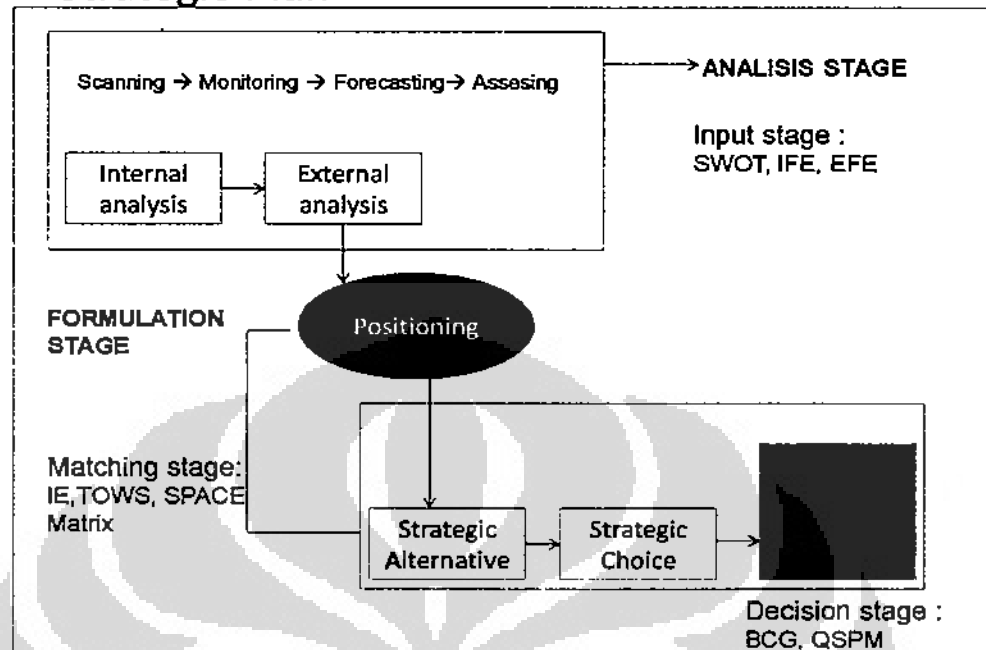 Scanning → Monitoring → Forecasting → Assesing
ANALISIS STAGE
Input stage :
SWOT, IFE, EFE
Internal
analysis
External
analysis
FORMULATION
STAGE
Positioning
Matching stage:
IE,TOWS, SPACE
Matrix
Strategic
Alternative
Strategic
Choice
Decision stage :
BCG, QSPM